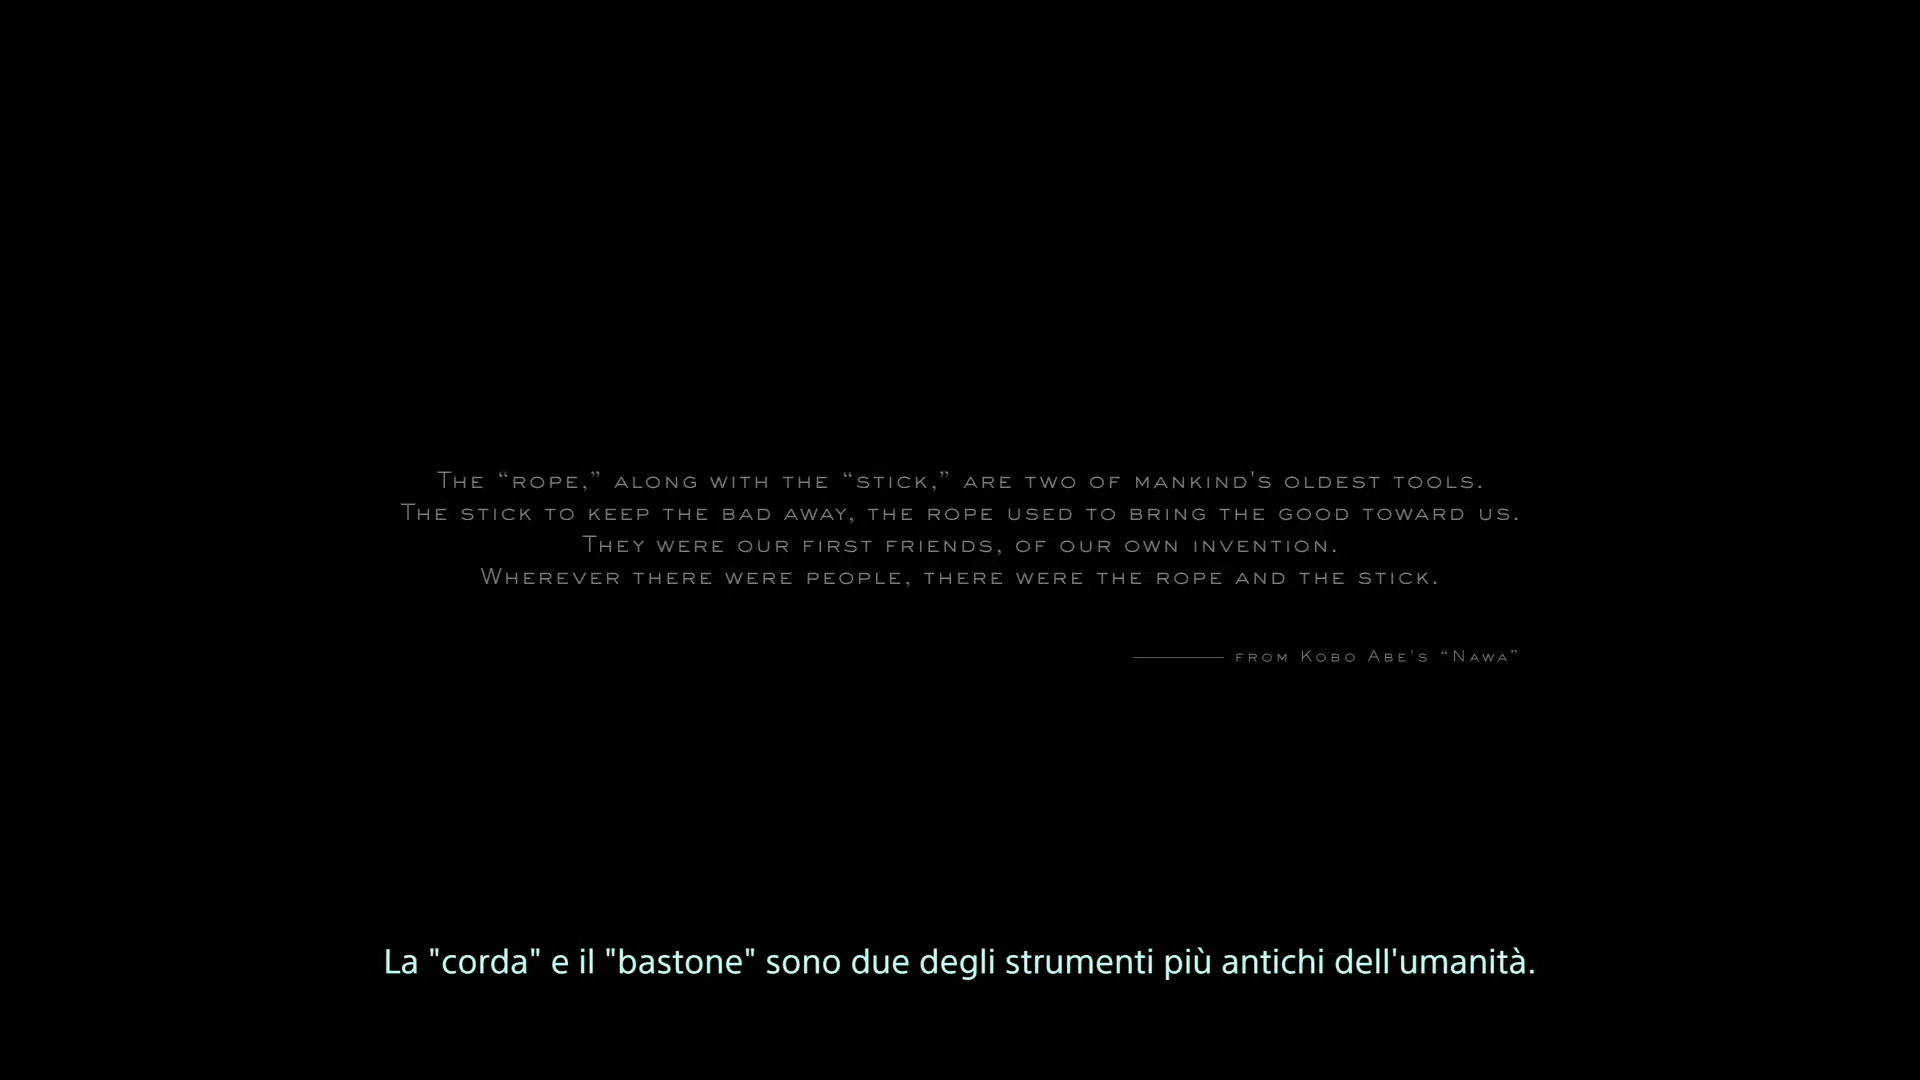 The “rope,” along with the “stick,” are two of mankind's oldest tools.
The stick to keep the bad away, the rope used to bring the good toward us.
They were our first friends, of our own invention.
Wherever there were people, there were the rope and the stick.
from Kobo Abe's “Nawa”
La "corda" e il "bastone" sono due degli strumenti più antichi dell'umanità.